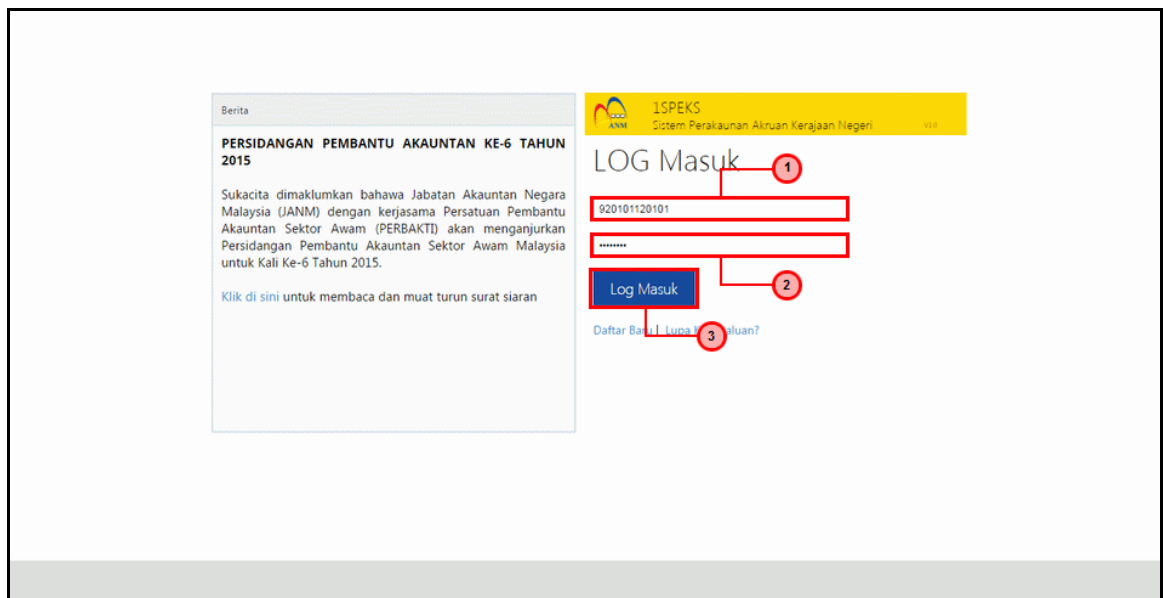 Berita
PERSIDANGAN PEMBANTU AKAUNTAN KE-6 TAHUN
2015
Sukacita dimaklumkan bahawa Jabatan Akauntan Negara
Malaysia (JANM) dengan kerjasama Persatuan Pembantu
Akauntan Sektor Awam (PERBAKTI) akan menganjurkan
Persidangan Pembantu Akauntan Sektor Awam Malaysia
untuk Kali Ke-6 Tahun 2015.
Klik di sini untuk membaca dan muat turun surat siaran
ANM
1SPEKS
Sistem Perakaunan Akruan Kerajaan Negeri
V1.0
LOG Masuk
1
920101120101
••••••••
2
Log Masuk
Daftar | Lupa
3